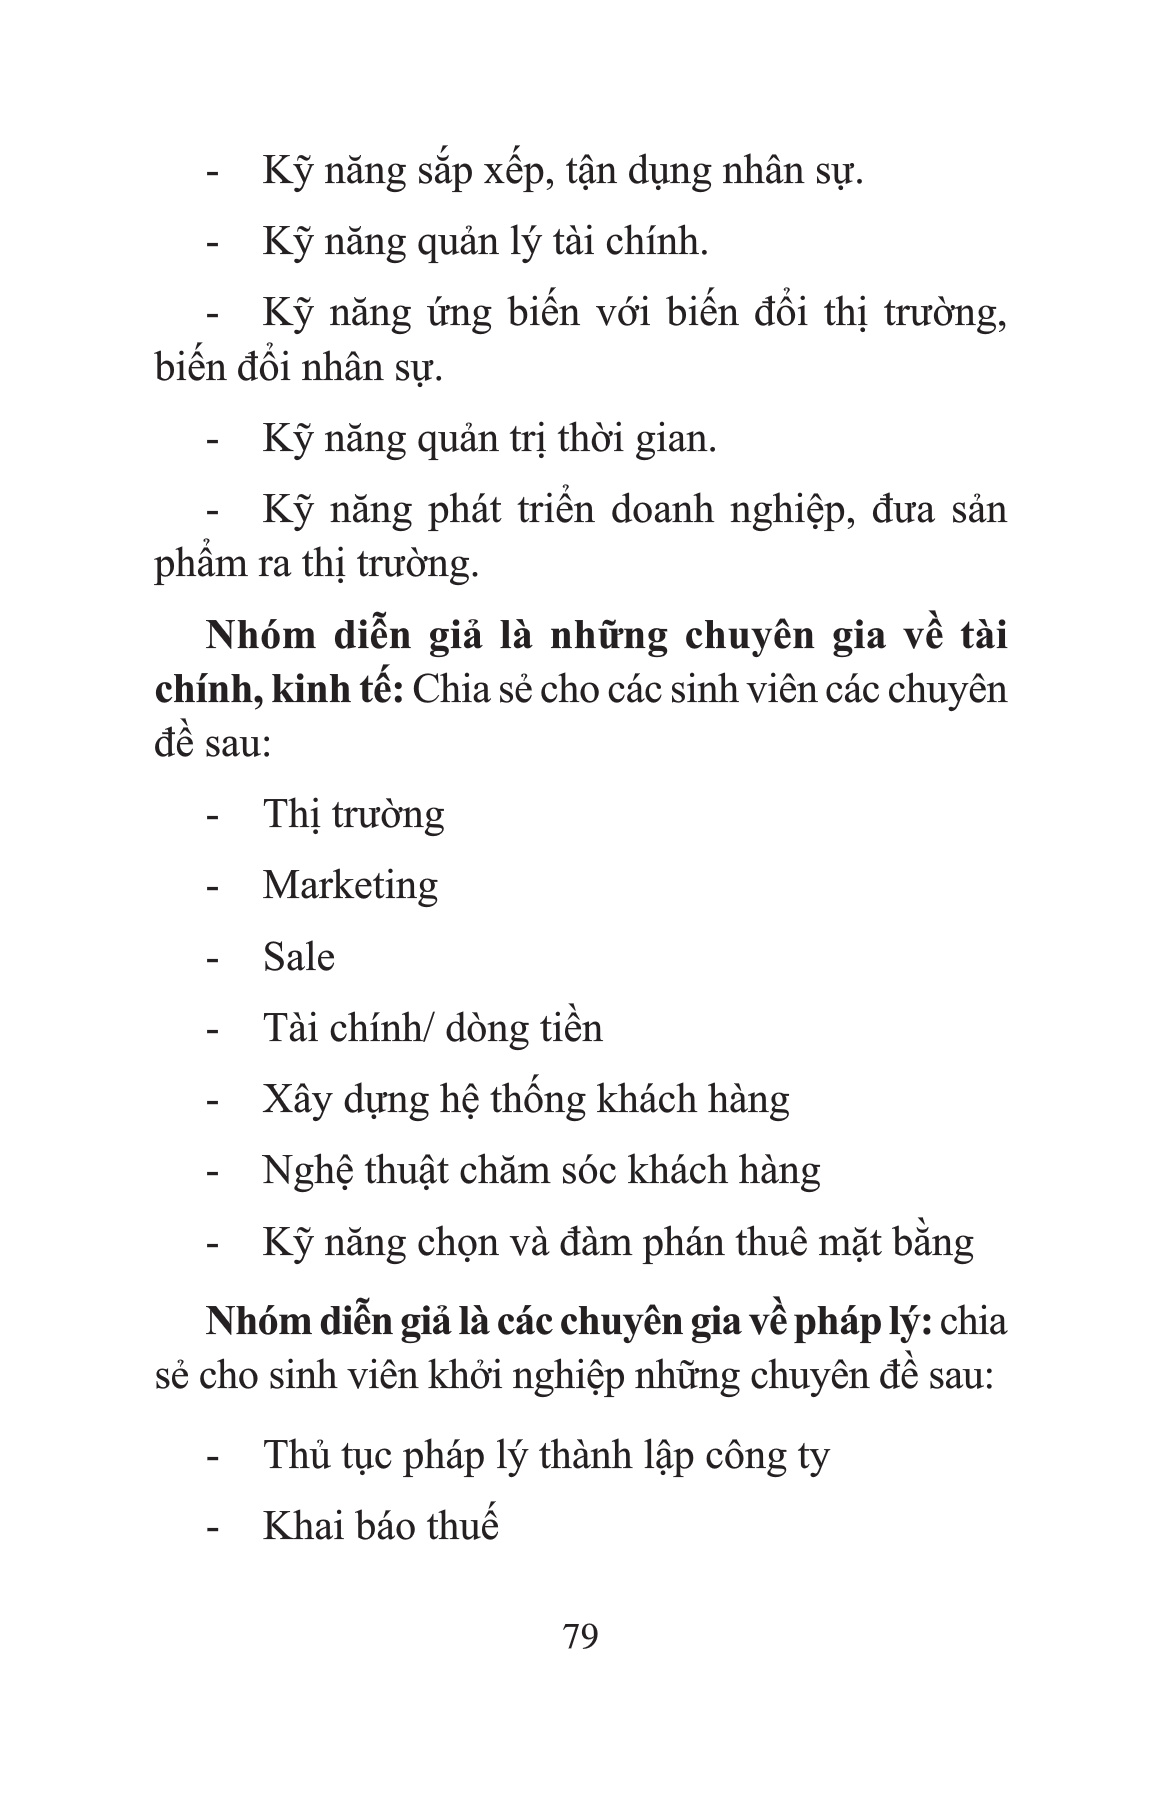 - Kỹ năng sắp xếp, tận dụng nhân sự.
- Kỹ năng quản lý tài chính.
- Kỹ năng ứng biến với biến đổi thị trường,
biến đổi nhân sự.
- Kỹ năng quản trị thời gian.
- Kỹ năng phát triển doanh nghiệp, đưa sản
phẩm ra thị trường.
Nhóm diễn giả là những chuyên gia về tài
chính, kinh tế: Chia sẻ cho các sinh viên các chuyên
đề sau:
- Thị trường
- Marketing
- Sale
- Tài chính/ dòng tiền
- Xây dựng hệ thống khách hàng
- Nghệ thuật chăm sóc khách hàng
- Kỹ năng chọn và đàm phán thuê mặt bằng
Nhóm diễn giả là các chuyên gia về pháp lý: chia
sẻ cho sinh viên khởi nghiệp những chuyên đề sau:
- Thủ tục pháp lý thành lập công ty
- Khai báo thuế
79